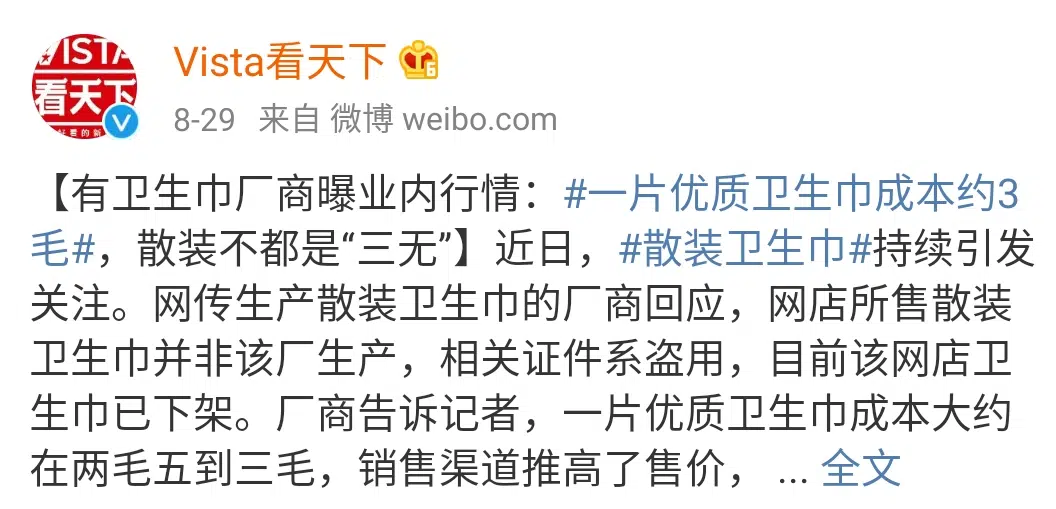 VISTA
看天下
好看的新
Vista看天下
6
8-29 来自 微博 weibo.com
【有卫生巾厂商曝业内行情：#一片优质卫生巾成本约3
毛#，散装不都是“三无”】近日，#散装卫生巾#持续引发
关注。网传生产散装卫生巾的厂商回应，网店所售散装
卫生巾并非该厂生产，相关证件系盗用，目前该网店卫
生巾已下架。厂商告诉记者，一片优质卫生巾成本大约
在两毛五到三毛，销售渠道推高了售价， ... 全文